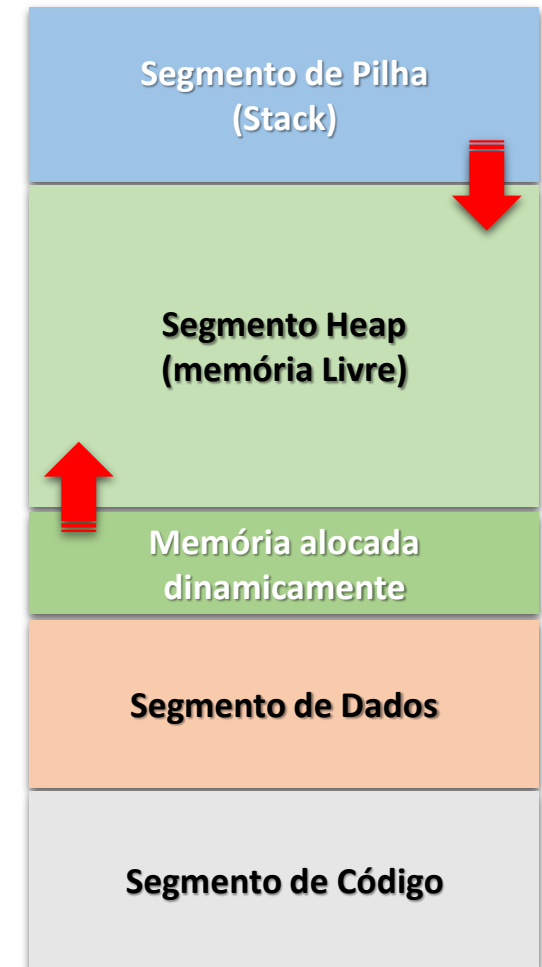 Segmento de Pilha
(Stack)
Segmento Heap
(memória Livre)
Memória alocada
dinamicamente
Segmento de Dados
Segmento de Código